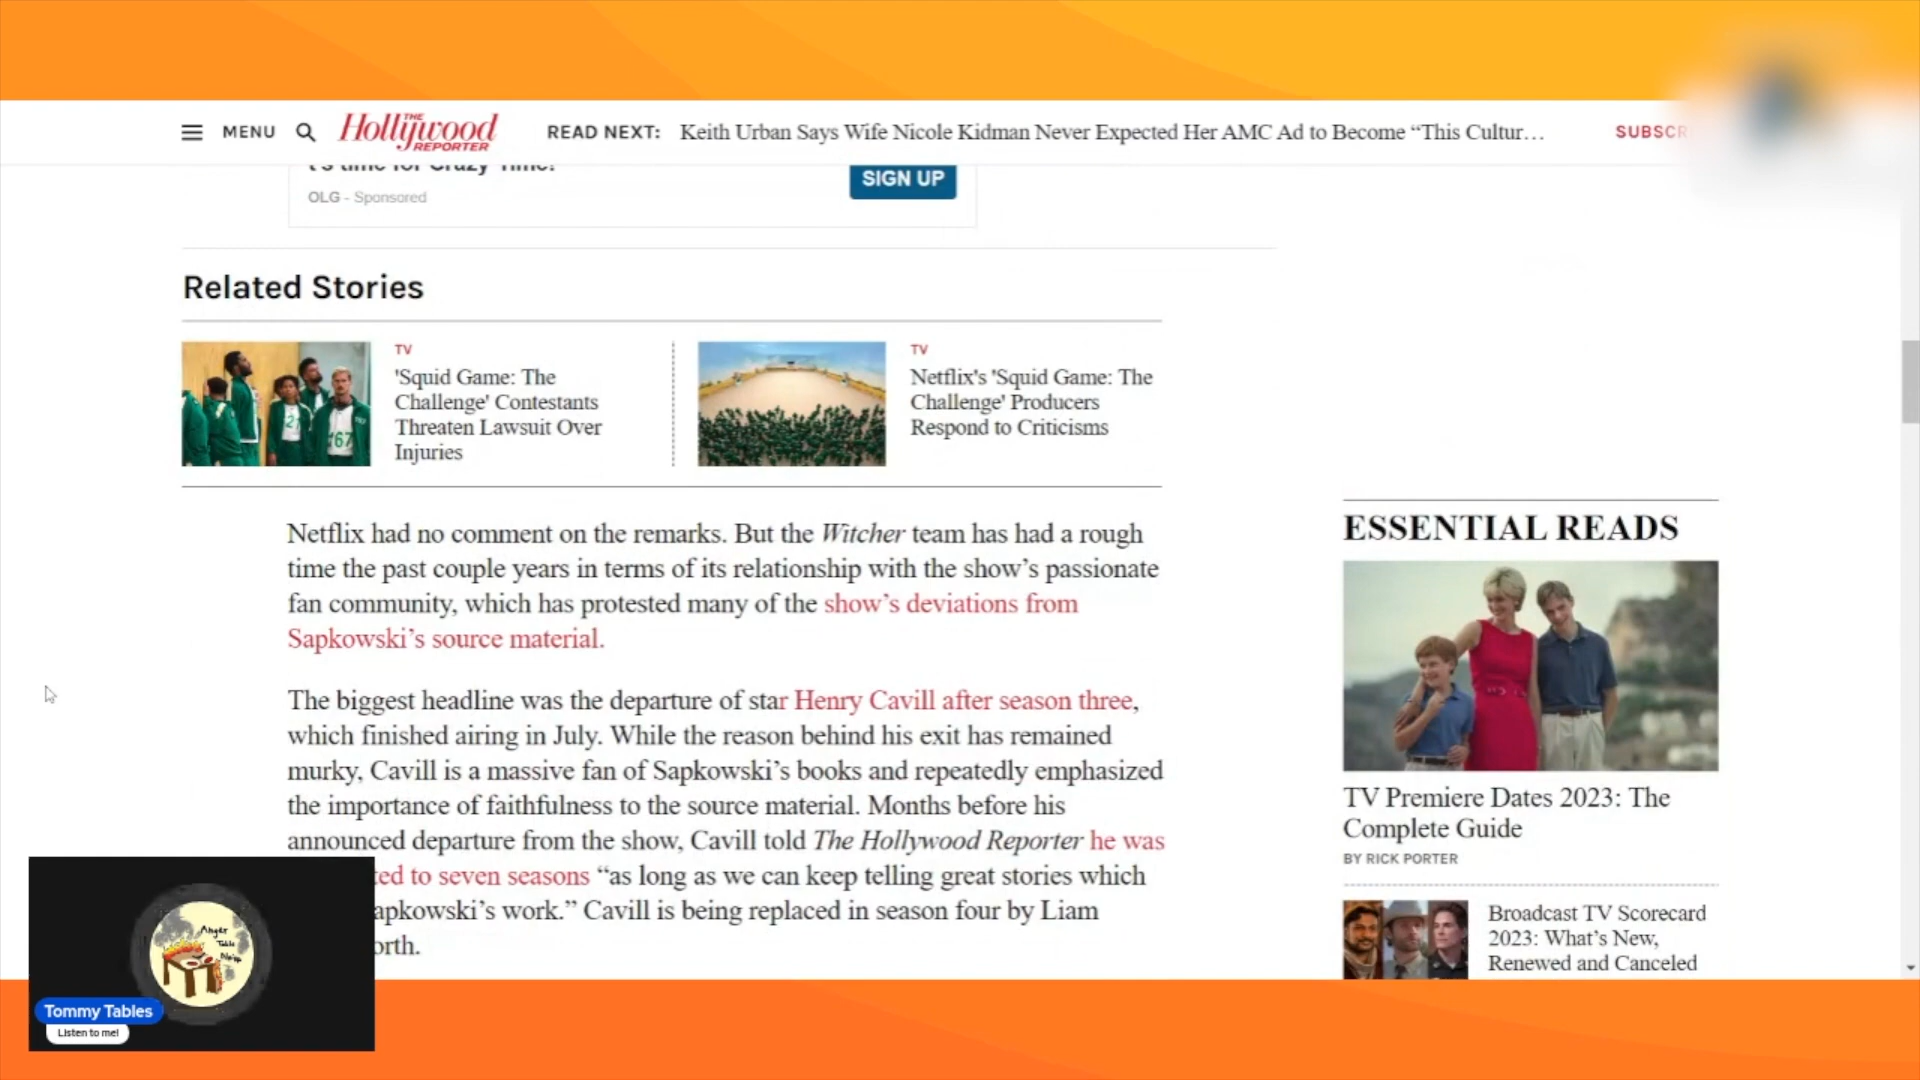 MENU
THE Hollywood REPORTER
READ NEXT: Keith Urban Says Wife Nicole Kidman Never Expected Her AMC Ad to Become “This Cultur…
SUBSCR
OLG - Sponsored
SIGN UP
Related Stories
TV
'Squid Game: The
Challenge' Contestants
Threaten Lawsuit Over
Injuries
TV
Netflix's 'Squid Game: The
Challenge' Producers
Respond to Criticisms
Netflix had no comment on the remarks. But the Witcher team has had a rough
time the past couple years in terms of its relationship with the show’s passionate
fan community, which has protested many of the show’s deviations from
Sapkowski’s source material.
The biggest headline was the departure of star Henry Cavill after season three,
which finished airing in July. While the reason behind his exit has remained
murky, Cavill is a massive fan of Sapkowski’s books and repeatedly emphasized
the importance of faithfulness to the source material. Months before his
announced departure from the show, Cavill told The Hollywood Reporter he was
ted to seven seasons “as long as we can keep telling great stories which
apkowski’s work.” Cavill is being replaced in season four by Liam
orth.
ESSENTIAL READS
TV Premiere Dates 2023: The
Complete Guide
BY RICK PORTER
Broadcast TV Scorecard
2023: What’s New,
Renewed and Canceled
Anger
Table
Tommy Tables
Listen to me!